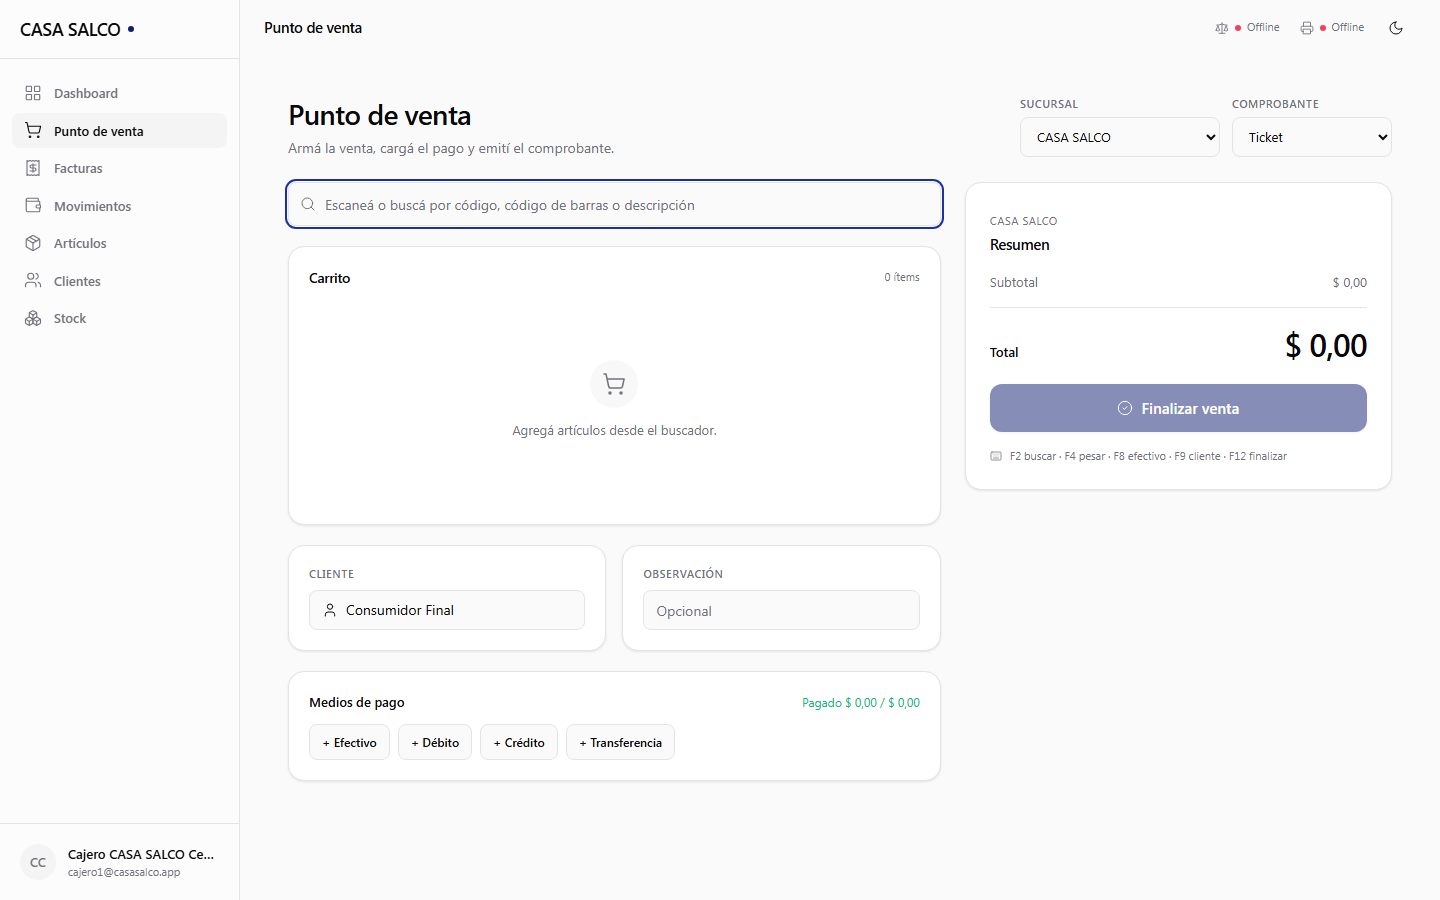 CASA SALCO
Dashboard
Punto de venta
Facturas
Movimientos
Artículos
Clientes
Stock
CC
Cajero CASA SALCO Ce...
cajero1@casasalco.app
Punto de venta
Offline
Offline
Punto de venta
Armá la venta, cargá el pago y emití el comprobante.
SUCURSAL
CASA SALCO
COMPROBANTE
Ticket
Escaneá o buscá por código, código de barras o descripción
Carrito
0 ítems
Agregá artículos desde el buscador.
CLIENTE
Consumidor Final
OBSERVACIÓN
Opcional
Medios de pago
Pagado $ 0,00 / $ 0,00
+ Efectivo
+ Débito
+ Crédito
+ Transferencia
CASA SALCO
Resumen
Subtotal
$ 0,00
Total
$ 0,00
Finalizar venta
F2 buscar · F4 pesar · F8 efectivo · F9 cliente · F12 finalizar